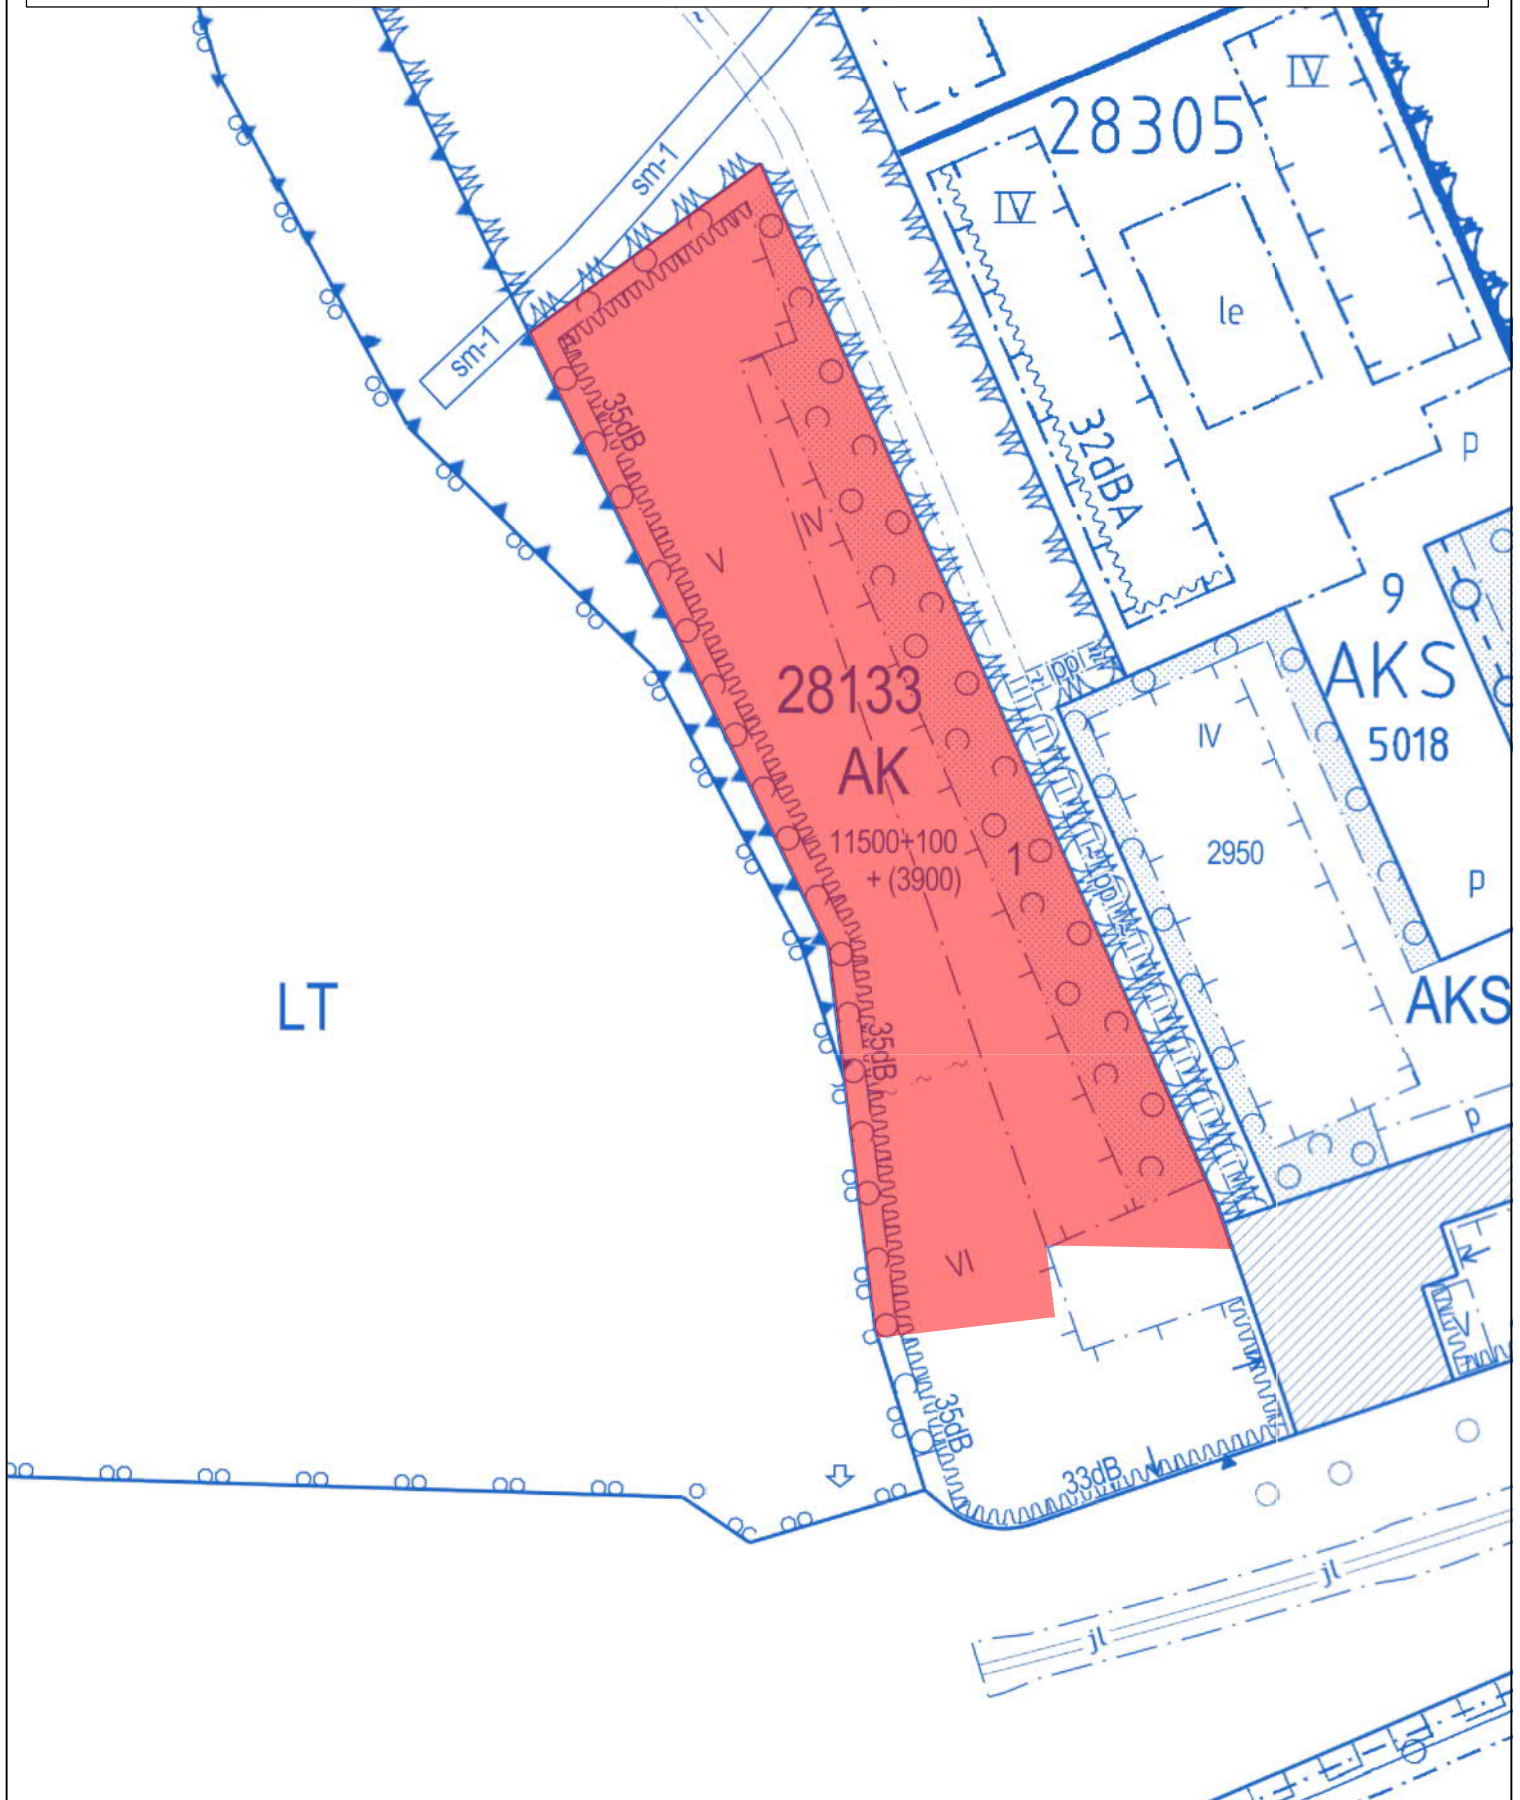 IV
28305
sm-1
IV
le
sm-1
35dB
32dBA
p
IV
V
9
AKS
5018
~ippl~
28133
IV
AK
11500+100
+ (3900)
1
2950
p
LT
AKS
35dB
p
VI
V
35dB
33dB
jl
jl